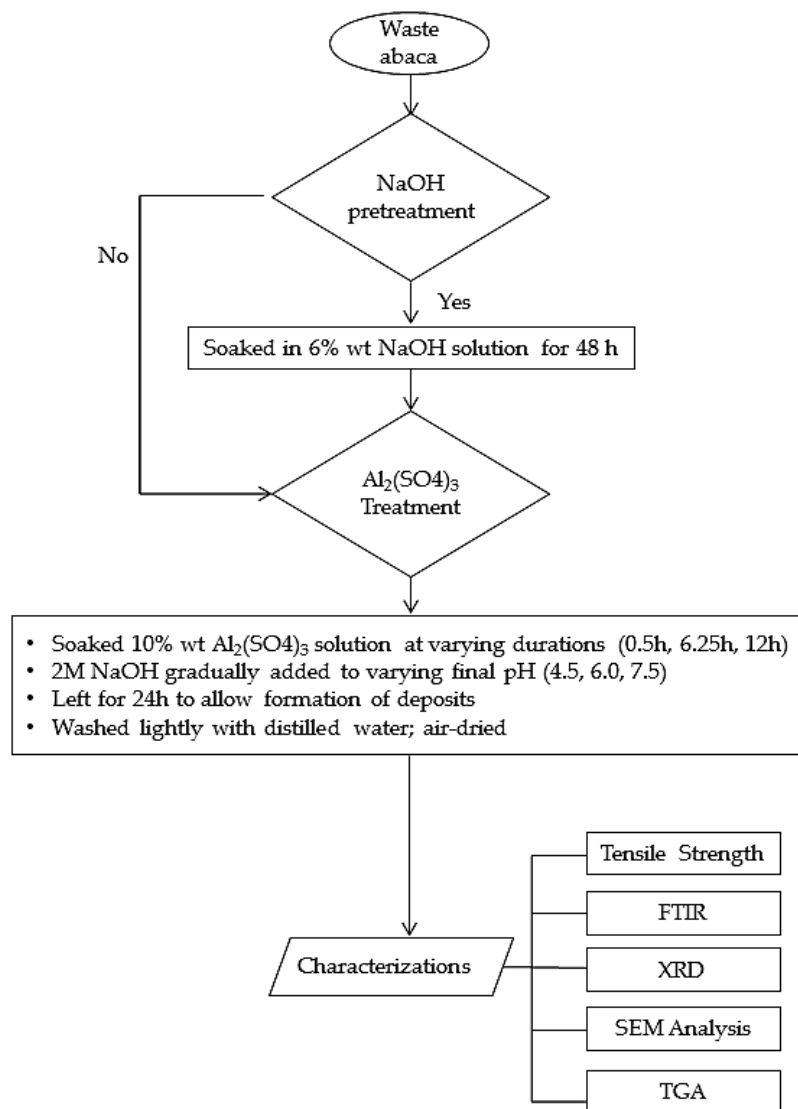 Waste
abaca
NaOH
pretreatment
No
Yes
Soaked in 6% wt NaOH solution for 48 h
Al₂(SO4)₃
Treatment
• Soaked 10% wt Al₂(SO4)₃ solution at varying durations (0.5h, 6.25h, 12h)
• 2M NaOH gradually added to varying final pH (4.5, 6.0, 7.5)
• Left for 24h to allow formation of deposits
• Washed lightly with distilled water; air-dried
Tensile Strength
FTIR
Characterizations
XRD
SEM Analysis
TGA